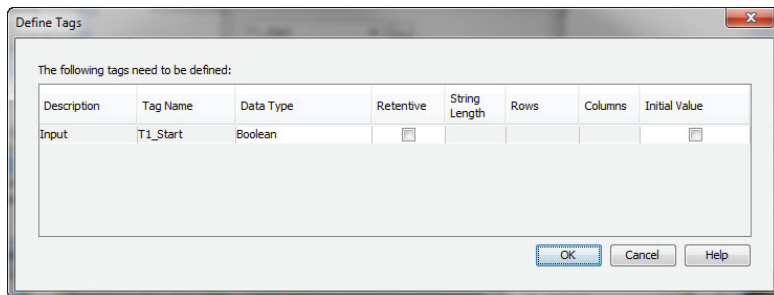 Define Tags
The following tags need to be defined:
Description Tag Name Data Type Retentive String Length Rows Columns Initial Value
Input T1_Start Boolean
OK Cancel Help